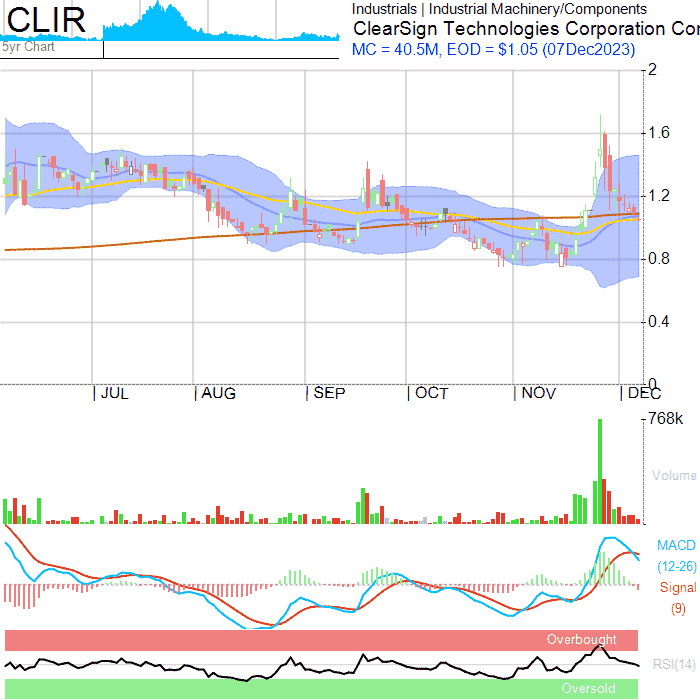 CLIR
5yr Chart
Industrials | Industrial Machinery/Components
ClearSign Technologies Corporation Cor
MC = 40.5M, EOD = $1.05 (07Dec2023)
2
1.6
1.2
0.8
0.4
0
| JUL | AUG | SEP | OCT | NOV | DEC
768k
Volume
MACD
(12-26)
Signal
(9)
Overbought
RSI(14)
Oversold